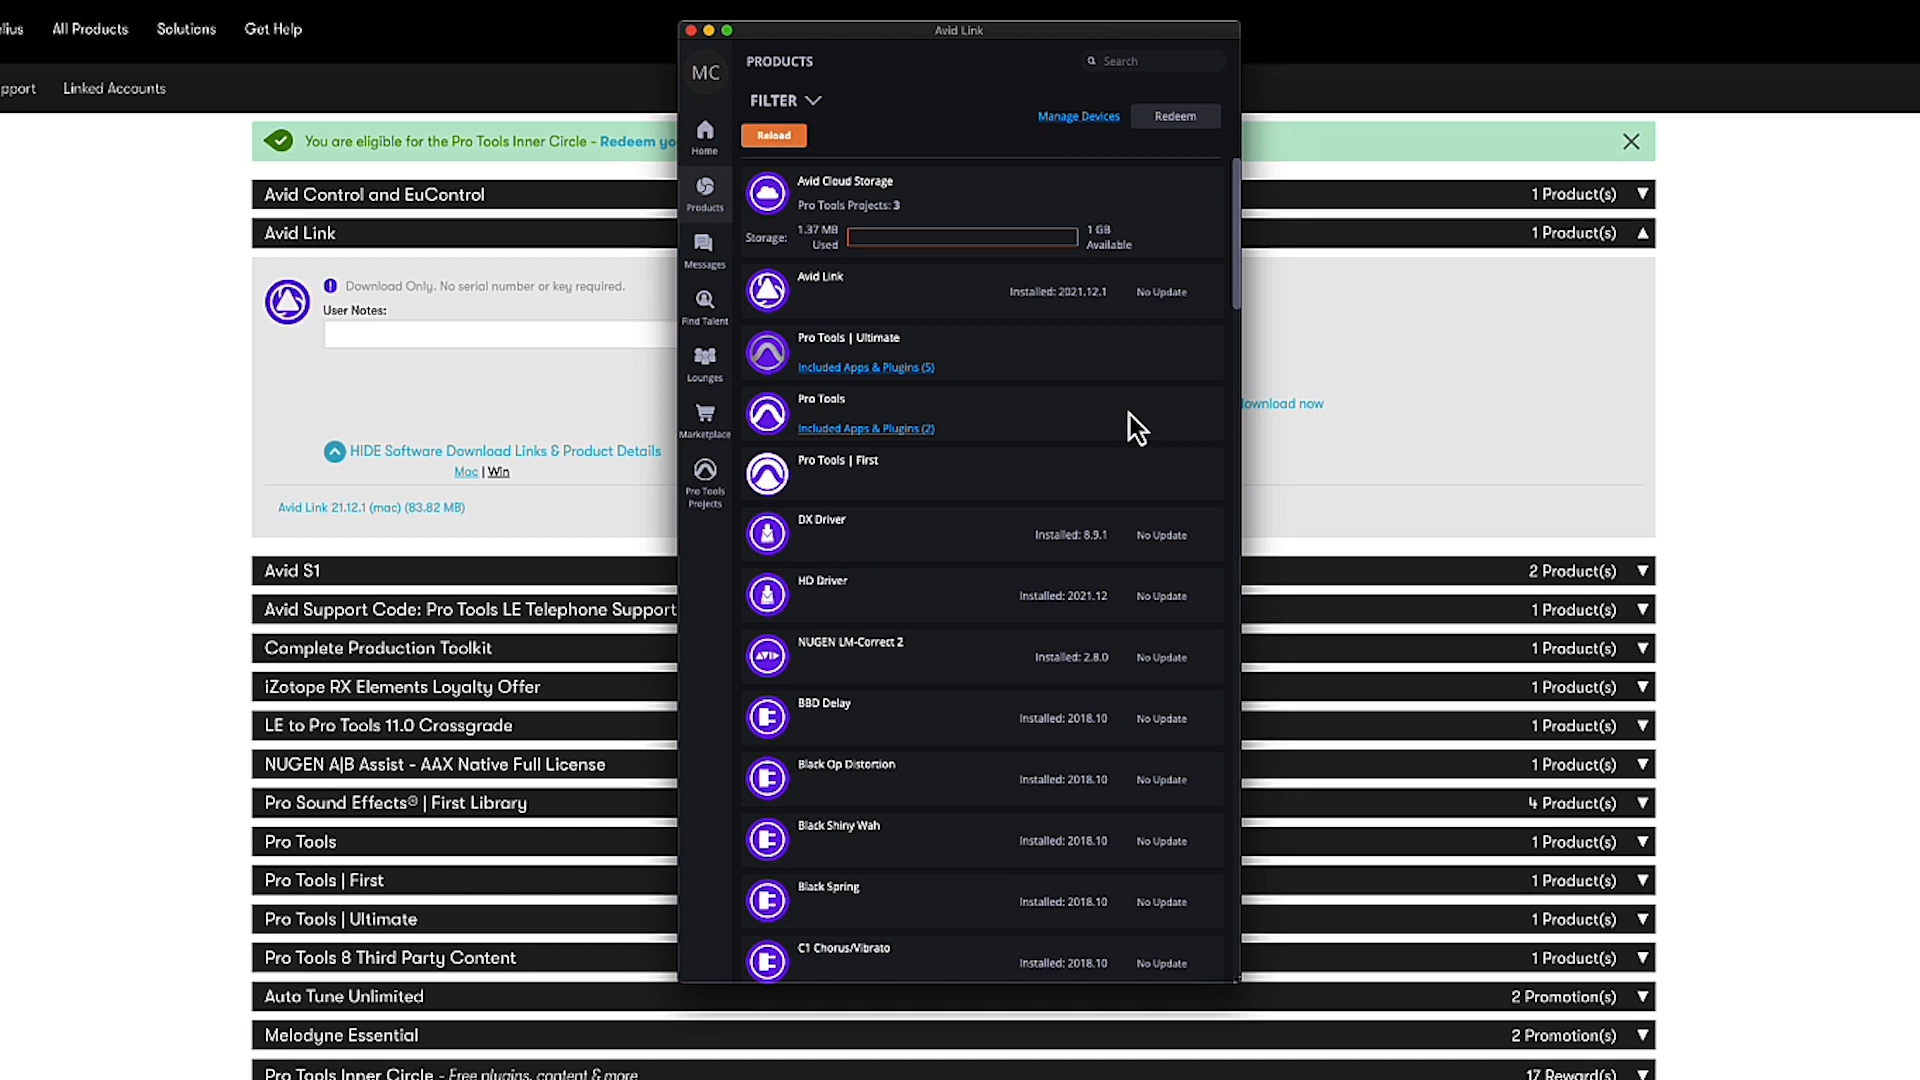 elius
All Products
Solutions
Get Help
pport
Linked Accounts
You are eligible for the Pro Tools Inner Circle - Redeem yo
Avid Control and EuControl
1 Product(s)
Avid Link
1 Product(s)
Download Only. No serial number or key required.
User Notes:
HIDE Software Download Links & Product Details
Mac | Win
Avid Link 21.12.1 (mac) (83.82 MB)
download now
Avid S1
2 Product(s)
Avid Support Code: Pro Tools LE Telephone Support
1 Product(s)
Complete Production Toolkit
1 Product(s)
iZotope RX Elements Loyalty Offer
1 Product(s)
LE to Pro Tools 11.0 Crossgrade
1 Product(s)
NUGEN A|B Assist - AAX Native Full License
1 Product(s)
Pro Sound Effects® | First Library
4 Product(s)
Pro Tools
1 Product(s)
Pro Tools | First
1 Product(s)
Pro Tools | Ultimate
1 Product(s)
Pro Tools 8 Third Party Content
1 Product(s)
Auto Tune Unlimited
2 Promotion(s)
Melodyne Essential
2 Promotion(s)
Pro Tools Inner Circle - Free plugins, content & more
17 Reward(s)
Avid Link
MC
Home
Products
Messages
Find Talent
Lounges
Marketplace
Pro Tools
Projects
PRODUCTS
Search
FILTER
Manage Devices
Redeem
Reload
Avid Cloud Storage
Pro Tools Projects: 3
Storage:
1.37 MB
Used
1 GB
Available
Avid Link
Installed: 2021.12.1
No Update
Pro Tools | Ultimate
Included Apps & Plugins (5)
Pro Tools
Included Apps & Plugins (2)
Pro Tools | First
DX Driver
Installed: 8.9.1
No Update
HD Driver
Installed: 2021.12
No Update
AVID
NUGEN LM-Correct 2
Installed: 2.8.0
No Update
BBD Delay
Installed: 2018.10
No Update
Black Op Distortion
Installed: 2018.10
No Update
Black Shiny Wah
Installed: 2018.10
No Update
Black Spring
Installed: 2018.10
No Update
C1 Chorus/Vibrato
Installed: 2018.10
No Update